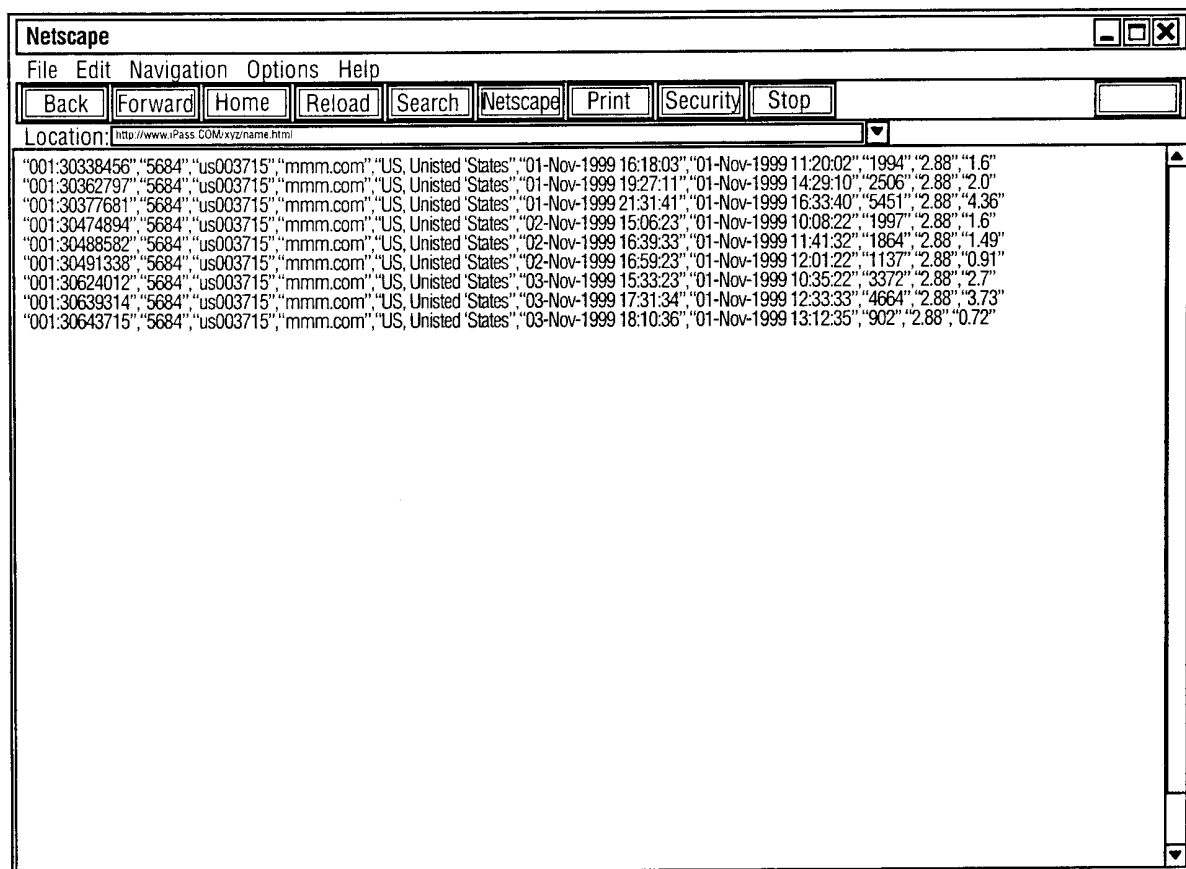 Netscape
File Edit Navigation Options Help
Back Forward Home Reload Search Netscape Print Security Stop
Location: http://www.iPass.COM/xyz/name.html
“001:30338456”,“5684”,“us003715”,“mmm.com”,“US, Unisted ‘States”,“01-Nov-1999 16:18:03”,“01-Nov-1999 11:20:02”,“1994”,“2.88”,“1.6”
“001:30362797”,“5684”,“us003715”,“mmm.com”,“US, Unisted ‘States”,“01-Nov-1999 19:27:11”,“01-Nov-1999 14:29:10”,“2506”,“2.88”,“2.0”
“001:30377681”,“5684”,“us003715”,“mmm.com”,“US, Unisted ‘States”,“01-Nov-1999 21:31:41”,“01-Nov-1999 16:33:40”,“5451”,“2.88”,“4.36”
“001:30474894”,“5684”,“us003715”,“mmm.com”,“US, Unisted ‘States”,“02-Nov-1999 15:06:23”,“01-Nov-1999 10:08:22”,“1997”,“2.88”,“1.6”
“001:30488582”,“5684”,“us003715”,“mmm.com”,“US, Unisted ‘States”,“02-Nov-1999 16:39:33”,“01-Nov-1999 11:41:32”,“1864”,“2.88”,“1.49”
“001:30491338”,“5684”,“us003715”,“mmm.com”,“US, Unisted ‘States”,“02-Nov-1999 16:59:23”,“01-Nov-1999 12:01:22”,“1137”,“2.88”,“0.91”
“001:30624012”,“5684”,“us003715”,“mmm.com”,“US, Unisted ‘States”,“03-Nov-1999 15:33:23”,“01-Nov-1999 10:35:22”,“3372”,“2.88”,“2.7”
“001:30639314”,“5684”,“us003715”,“mmm.com”,“US, Unisted ‘States”,“03-Nov-1999 17:31:34”,“01-Nov-1999 12:33:33”,“4664”,“2.88”,“3.73”
“001:30643715”,“5684”,“us003715”,“mmm.com”,“US, Unisted ‘States”,“03-Nov-1999 18:10:36”,“01-Nov-1999 13:12:35”,“902”,“2.88”,“0.72”